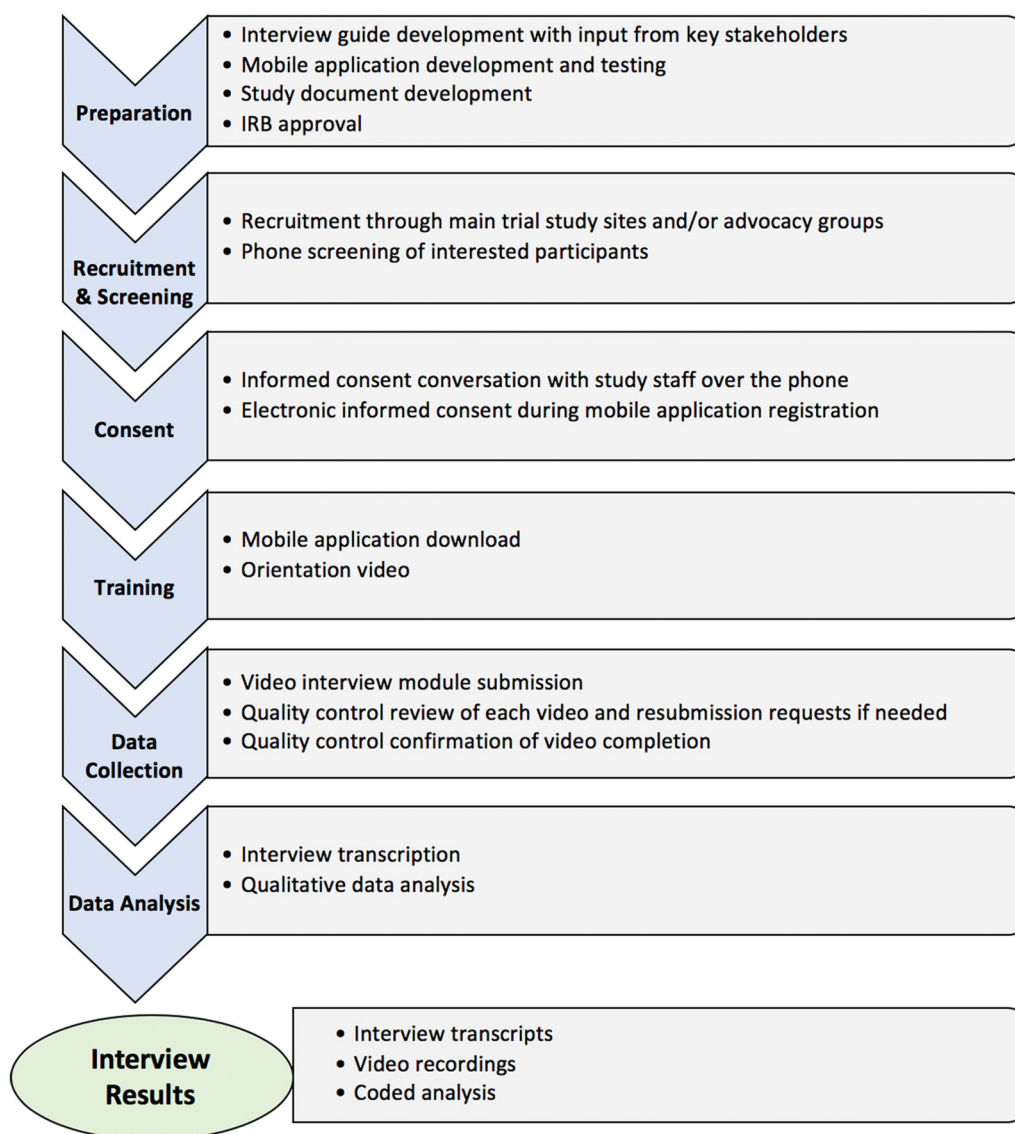 Preparation
• Interview guide development with input from key stakeholders
• Mobile application development and testing
• Study document development
• IRB approval
Recruitment
& Screening
• Recruitment through main trial study sites and/or advocacy groups
• Phone screening of interested participants
Consent
• Informed consent conversation with study staff over the phone
• Electronic informed consent during mobile application registration
Training
• Mobile application download
• Orientation video
Data
Collection
• Video interview module submission
• Quality control review of each video and resubmission requests if needed
• Quality control confirmation of video completion
Data Analysis
• Interview transcription
• Qualitative data analysis
Interview
Results
• Interview transcripts
• Video recordings
• Coded analysis